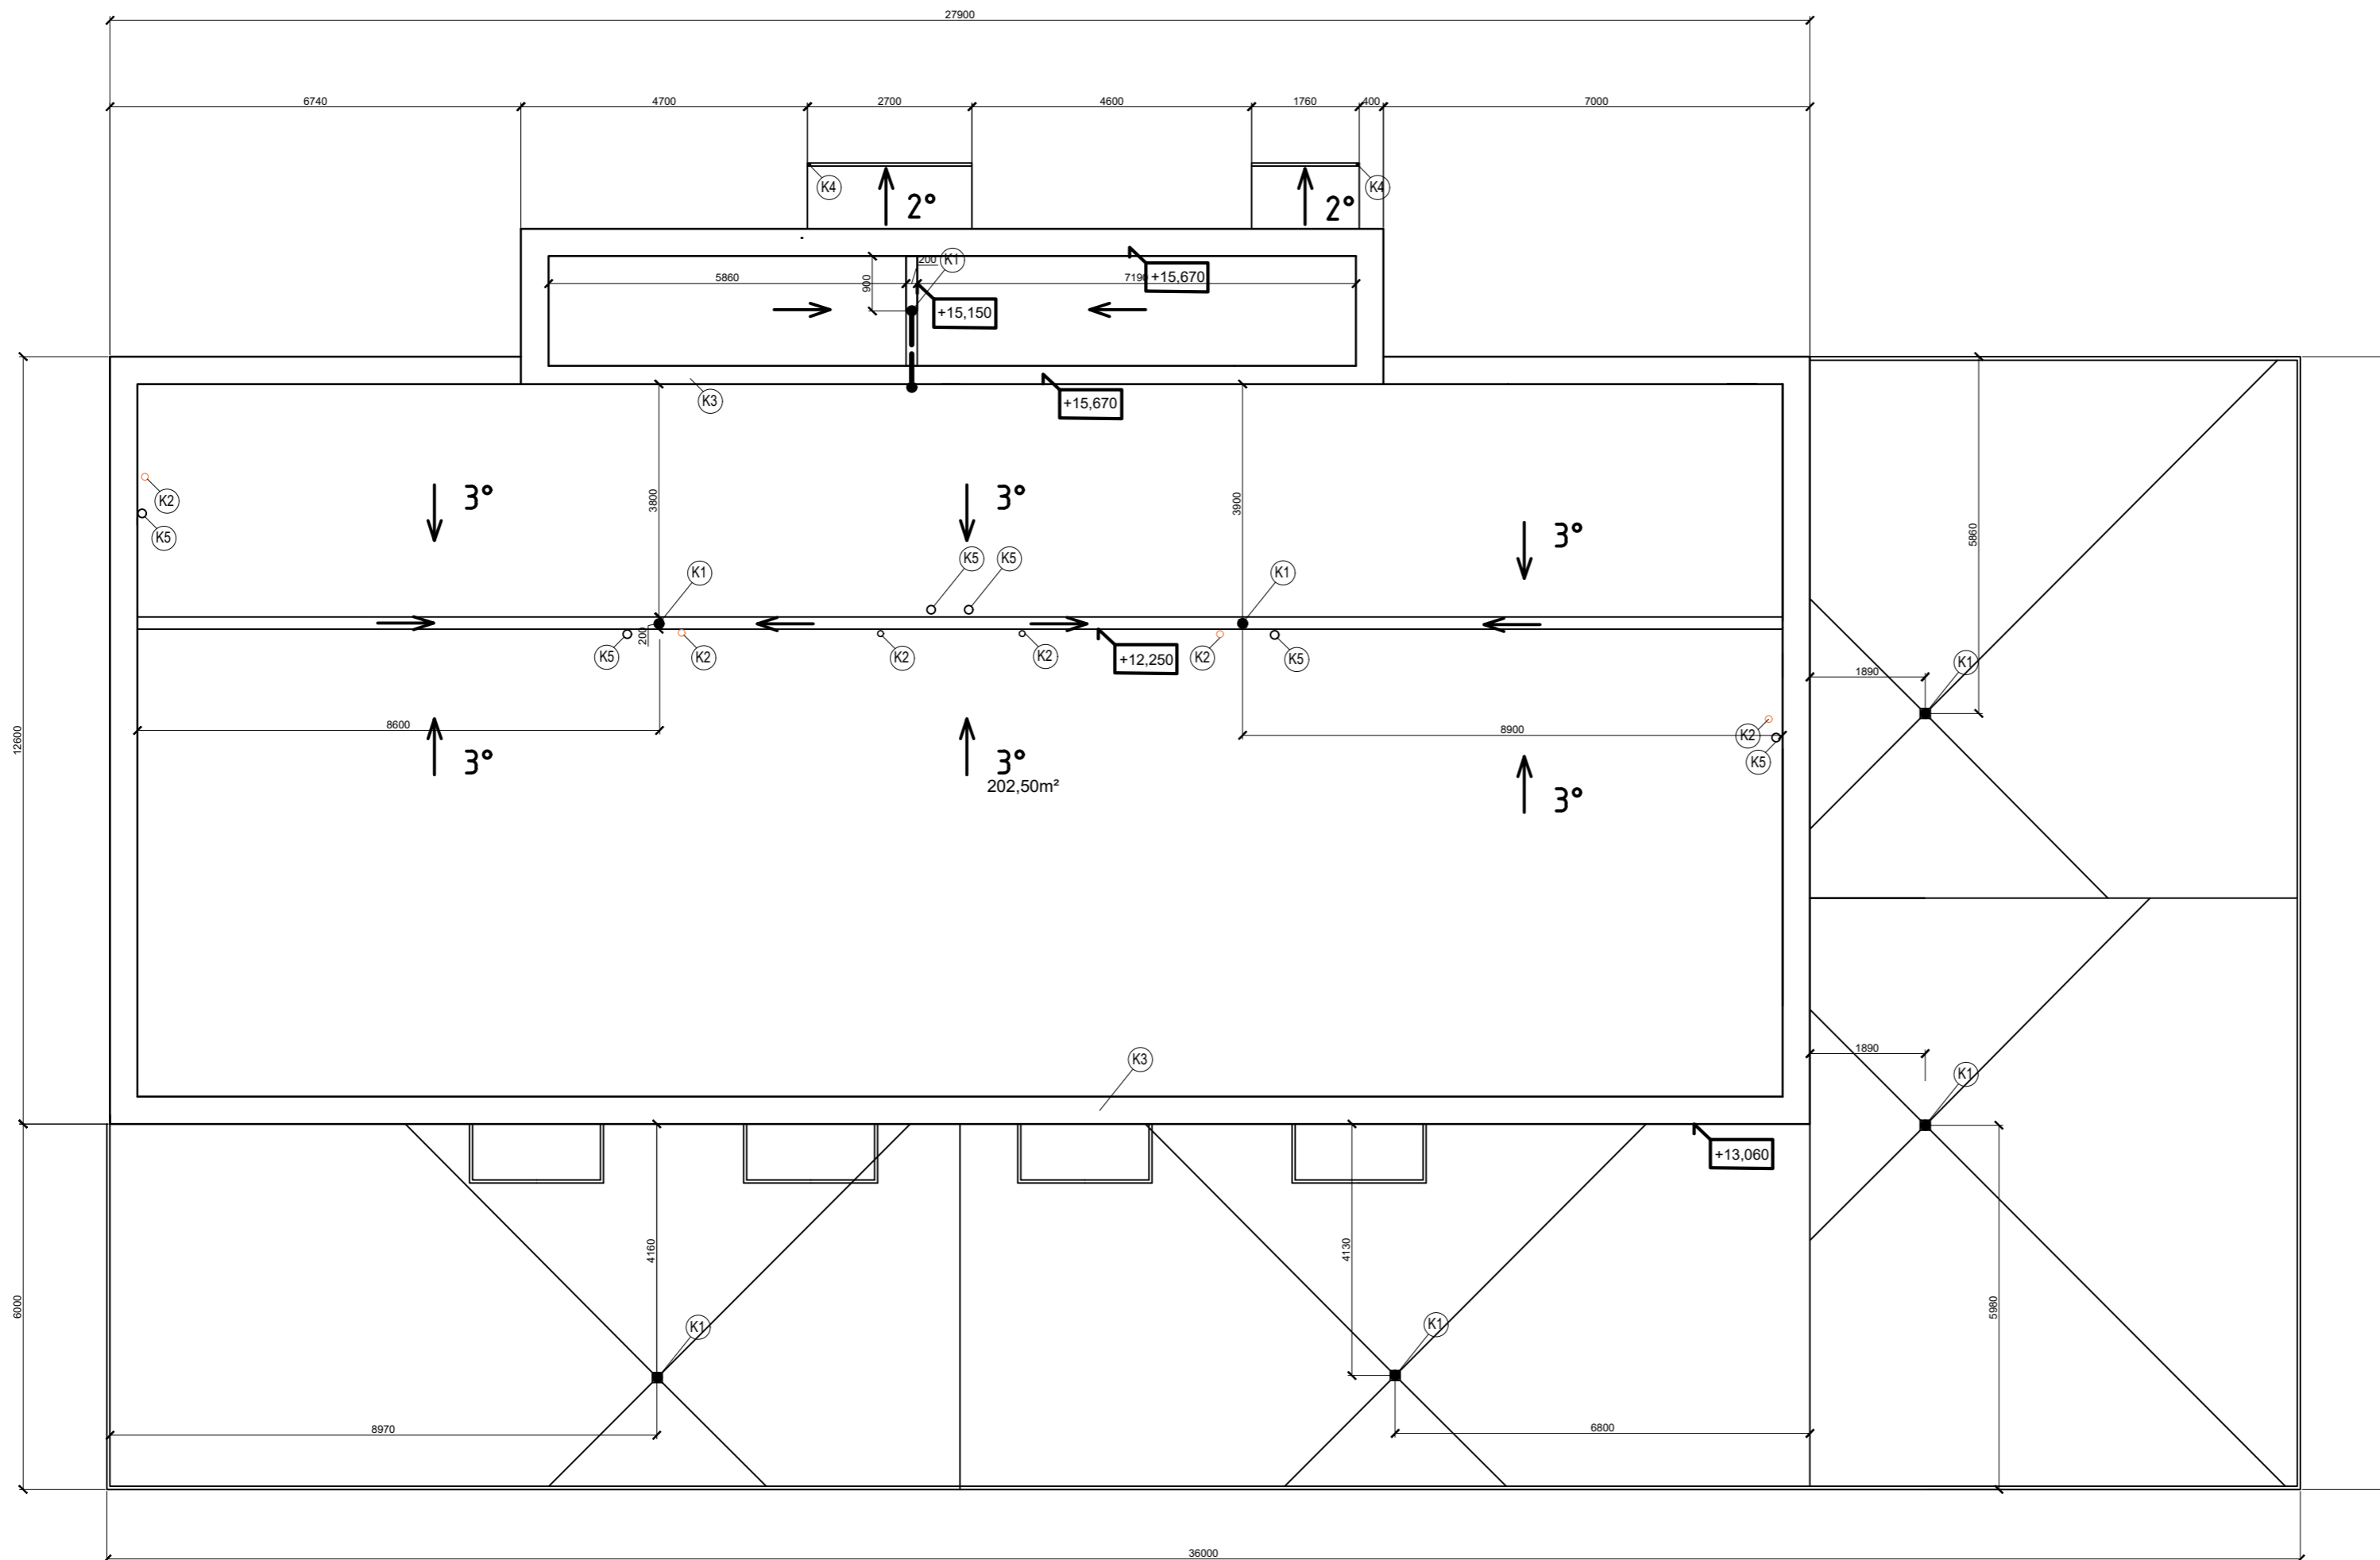 27900
6740 4700 2700 4600 1760 400 7000
K4 2° 2° K4
200 K1
5860 900 7190 +15,670
+15,150
K3 +15,670
K2 3° 3800 3° 3900
K5 3° 5860
K5 K5
K1 K1
K5 200 K2 K2 K2 +12,250 K2 K5 K1
1890
8600 8900 K2
12600 3° 3° K5
202,50m²
3°
1890
K3 K1
+13,060
4160 4130
6000 5980
K1 K1
8970 6800
36000